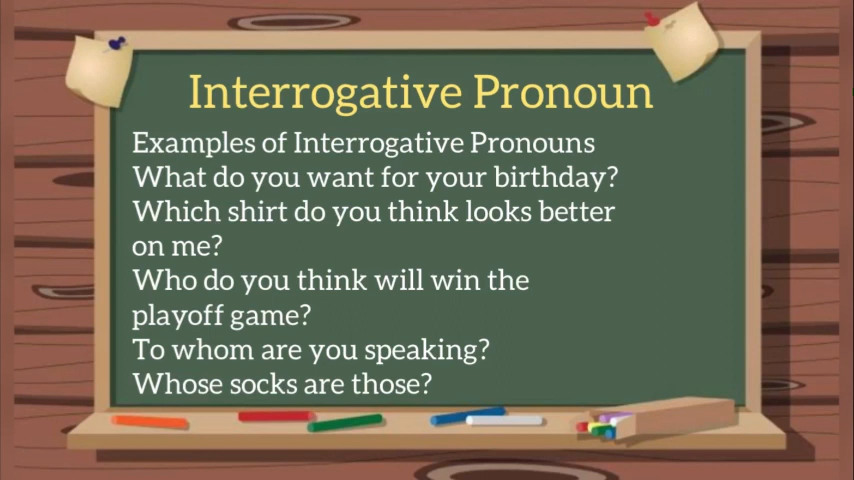 Interrogative Pronoun
Examples of Interrogative Pronouns
What do you want for your birthday?
Which shirt do you think looks better
on me?
Who do you think will win the
playoff game?
To whom are you speaking?
Whose socks are those?